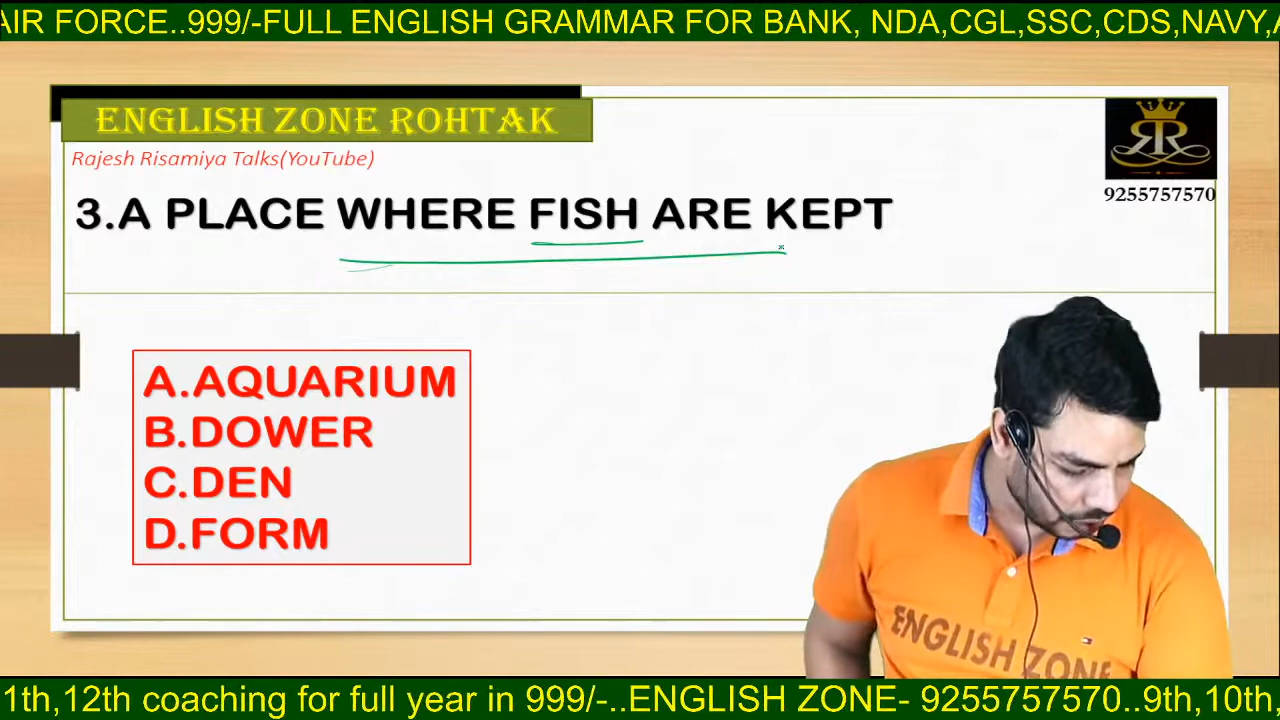 AIR FORCE..999/-FULL ENGLISH GRAMMAR FOR BANK, NDA,CGL,SSC,CDS,NAVY,A
ENGLISH ZONE ROHTAK
Rajesh Risamiya Talks(YouTube)
RR
9255757570
3.A PLACE WHERE FISH ARE KEPT
A.AQUARIUM
B.DOWER
C.DEN
D.FORM
ENGLISH ZONE
1th,12th coaching for full year in 999/-..ENGLISH ZONE- 9255757570..9th,10th,